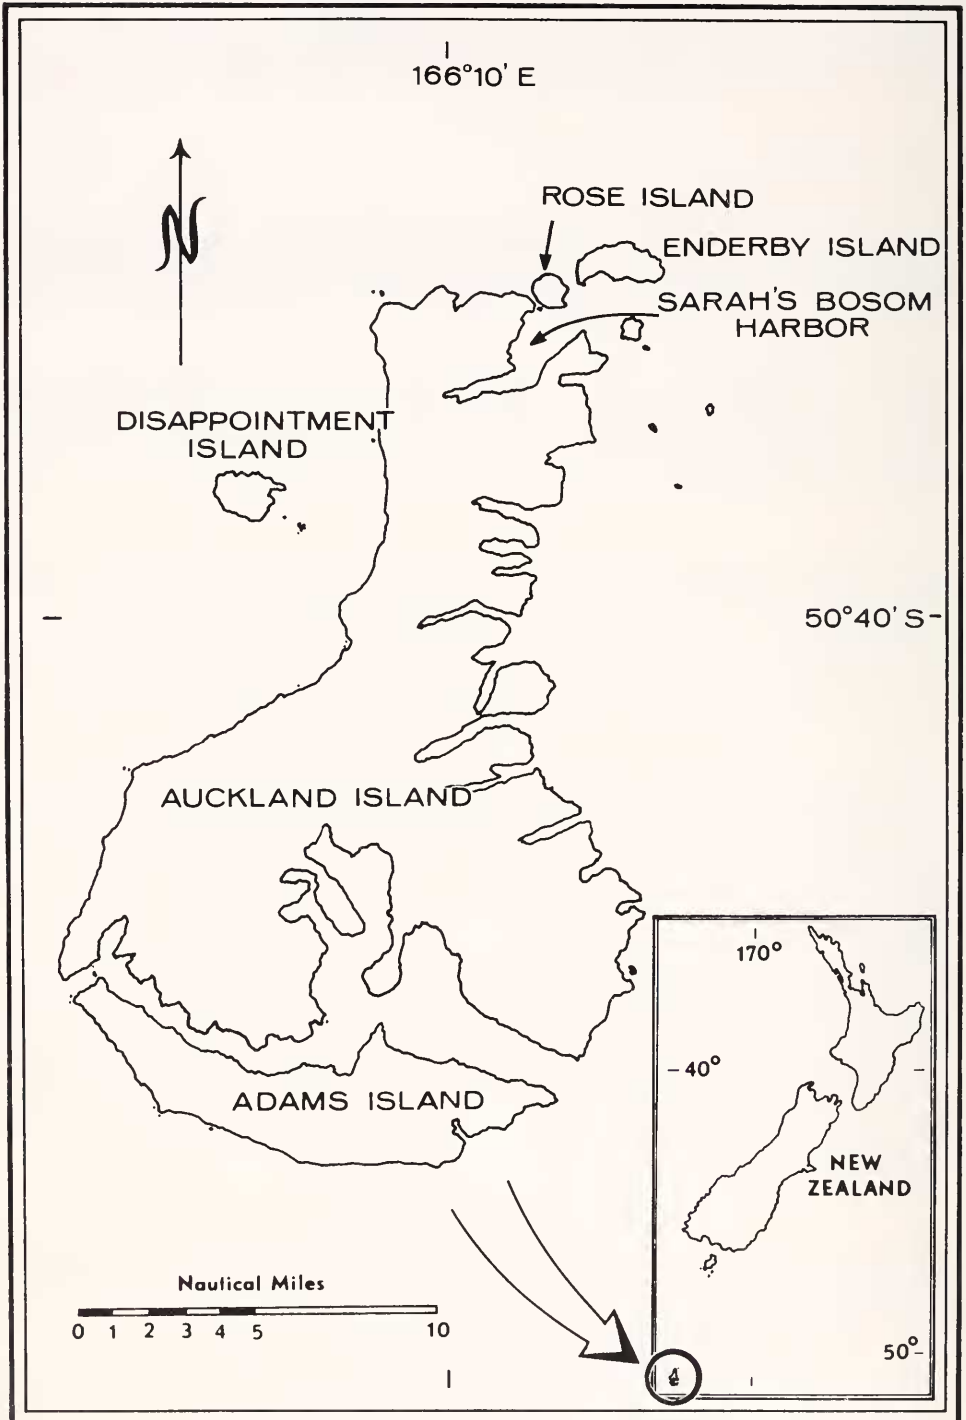 166°10' E
N
ROSE ISLAND
ENDERBY ISLAND
SARAH'S BOSOM
HARBOR
DISAPPOINTMENT
ISLAND
50°40' S
AUCKLAND ISLAND
170°
40°
ADAMS ISLAND
NEW
ZEALAND
Nautical Miles
0 1 2 3 4 5 10
50°